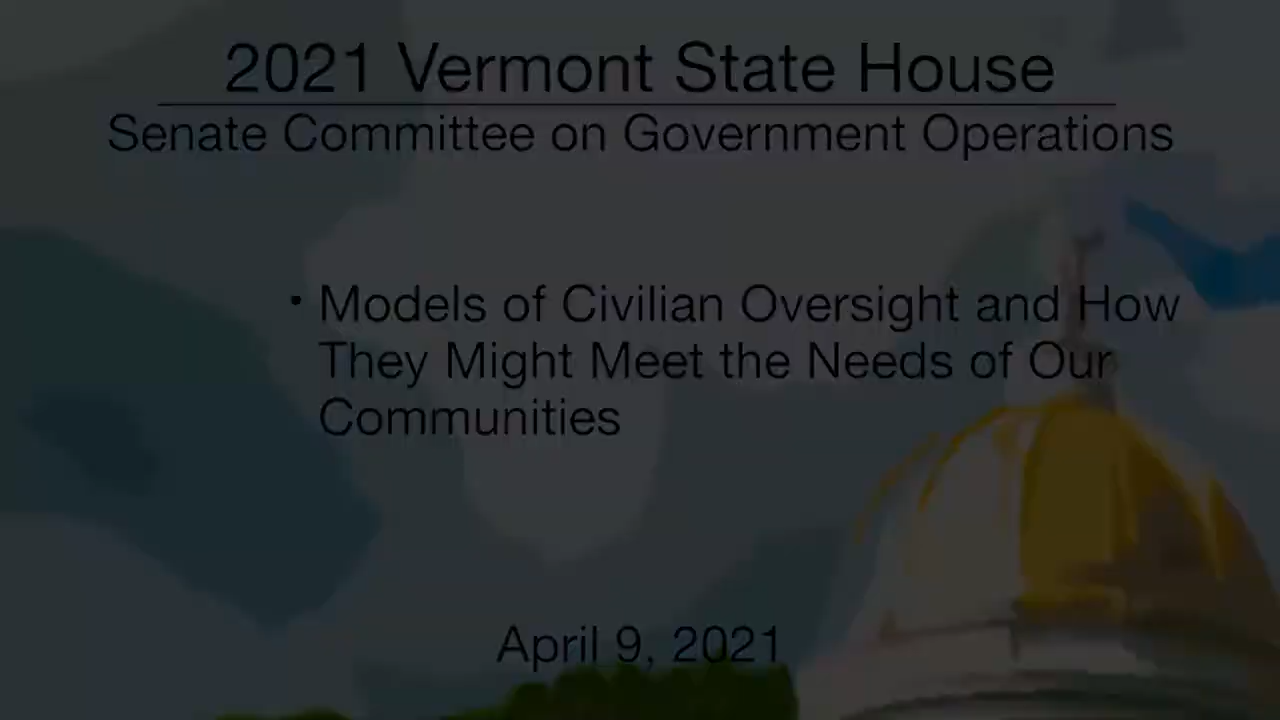 2021 Vermont State House
Senate Committee on Government Operations
• Models of Civilian Oversight and How
They Might Meet the Needs of Our
Communities
April 9, 2021